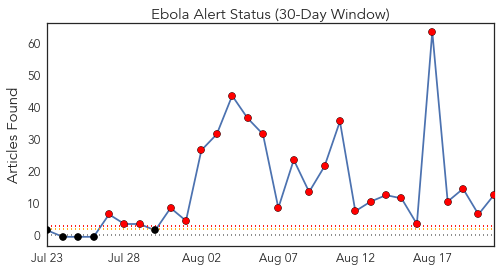 Ebola Alert Status (30-Day Window)
Articles Found
60
50
40
30
20
10
0
Jul 23
Jul 28
Aug 02
Aug 07
Aug 12
Aug 17